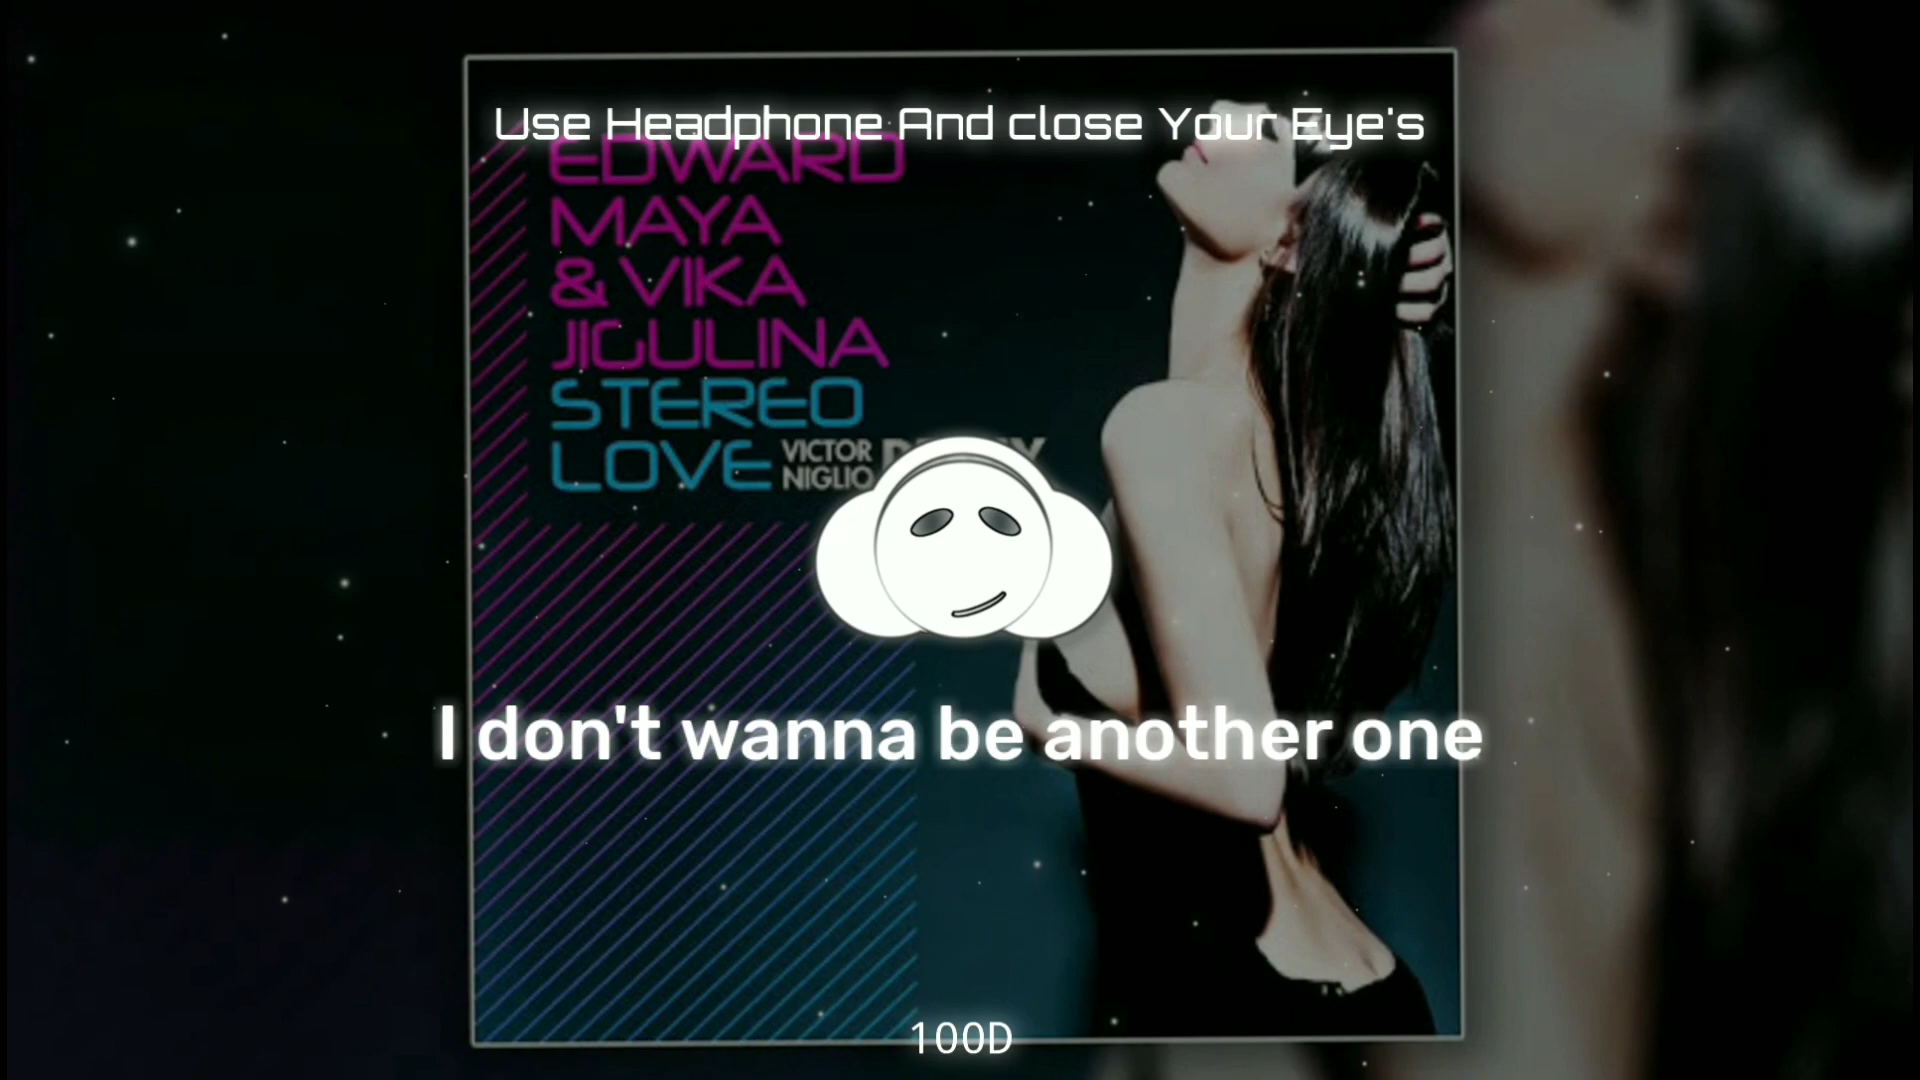 Use Headphone And close Your Eye's
EDWARD
MAYA
& VIKA
JIGULINA
STEREO
LOVE VICTOR
NIGLIO
I don't wanna be another one
100D